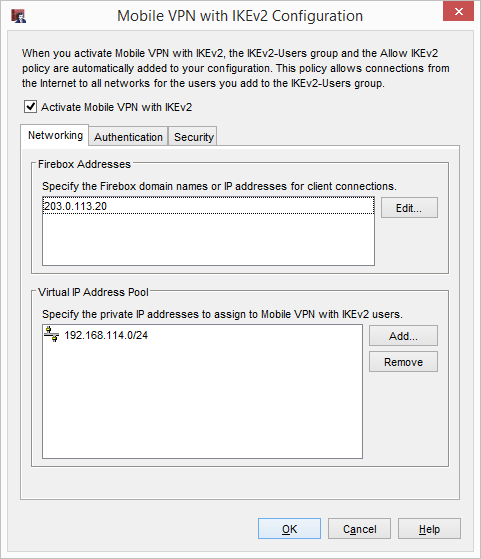 Mobile VPN with IKEv2 Configuration
When you activate Mobile VPN with IKEv2, the IKEv2-Users group and the Allow IKEv2
policy are automatically added to your configuration. This policy allows connections from
the Internet to all networks for the users you add to the IKEv2-Users group.
Activate Mobile VPN with IKEv2
Networking Authentication Security
Firebox Addresses
Specify the Firebox domain names or IP addresses for client connections.
203.0.113.20
Edit...
Virtual IP Address Pool
Specify the private IP addresses to assign to Mobile VPN with IKEv2 users.
192.168.114.0/24
Add...
Remove
OK Cancel Help